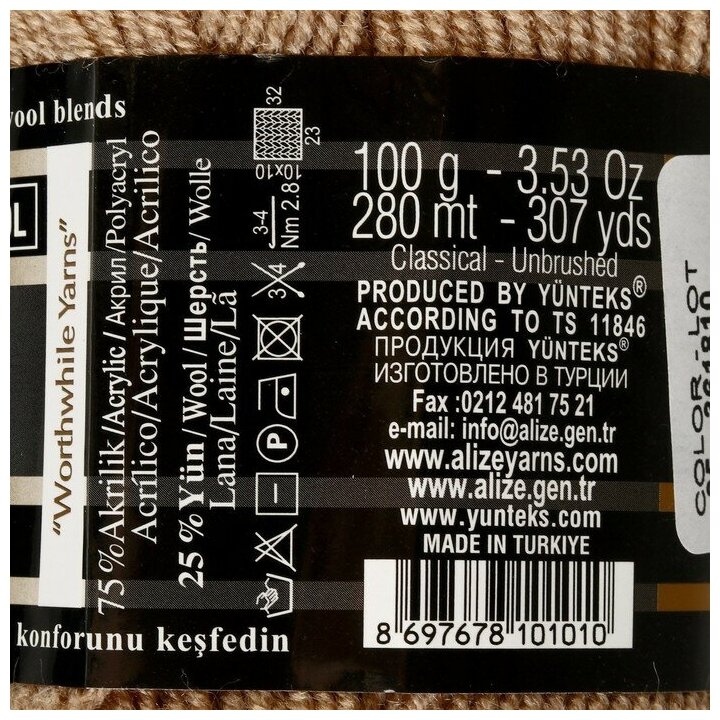 wool blends
OL
"Worthwhile Yarns"
75 % Akrilik / Acrylic / Акрил / Polyacryl
Acrílico/Acrylique/Acrilico
25 % Yün / Wool / Шерсть / Wolle
Lana/Laine/Lã
32
23
10x10
3-4
Nm 2.8
3 4
P
konforunu keşfedin
100 g - 3.53 Oz
280 mt - 307 yds
Classical - Unbrushed
PRODUCED BY YÜNTEKS®
ACCORDING TO TS 11846
ПРОДУКЦИЯ YÜNTEKS®
ИЗГОТОВЛЕНО В ТУРЦИИ
Fax :0212 481 75 21
e-mail: info@alize.gen.tr
www.alizeyarns.com
www.alize.gen.tr
www.yunteks.com
MADE IN TURKIYE
8 697678 101010
COLOR-LOT